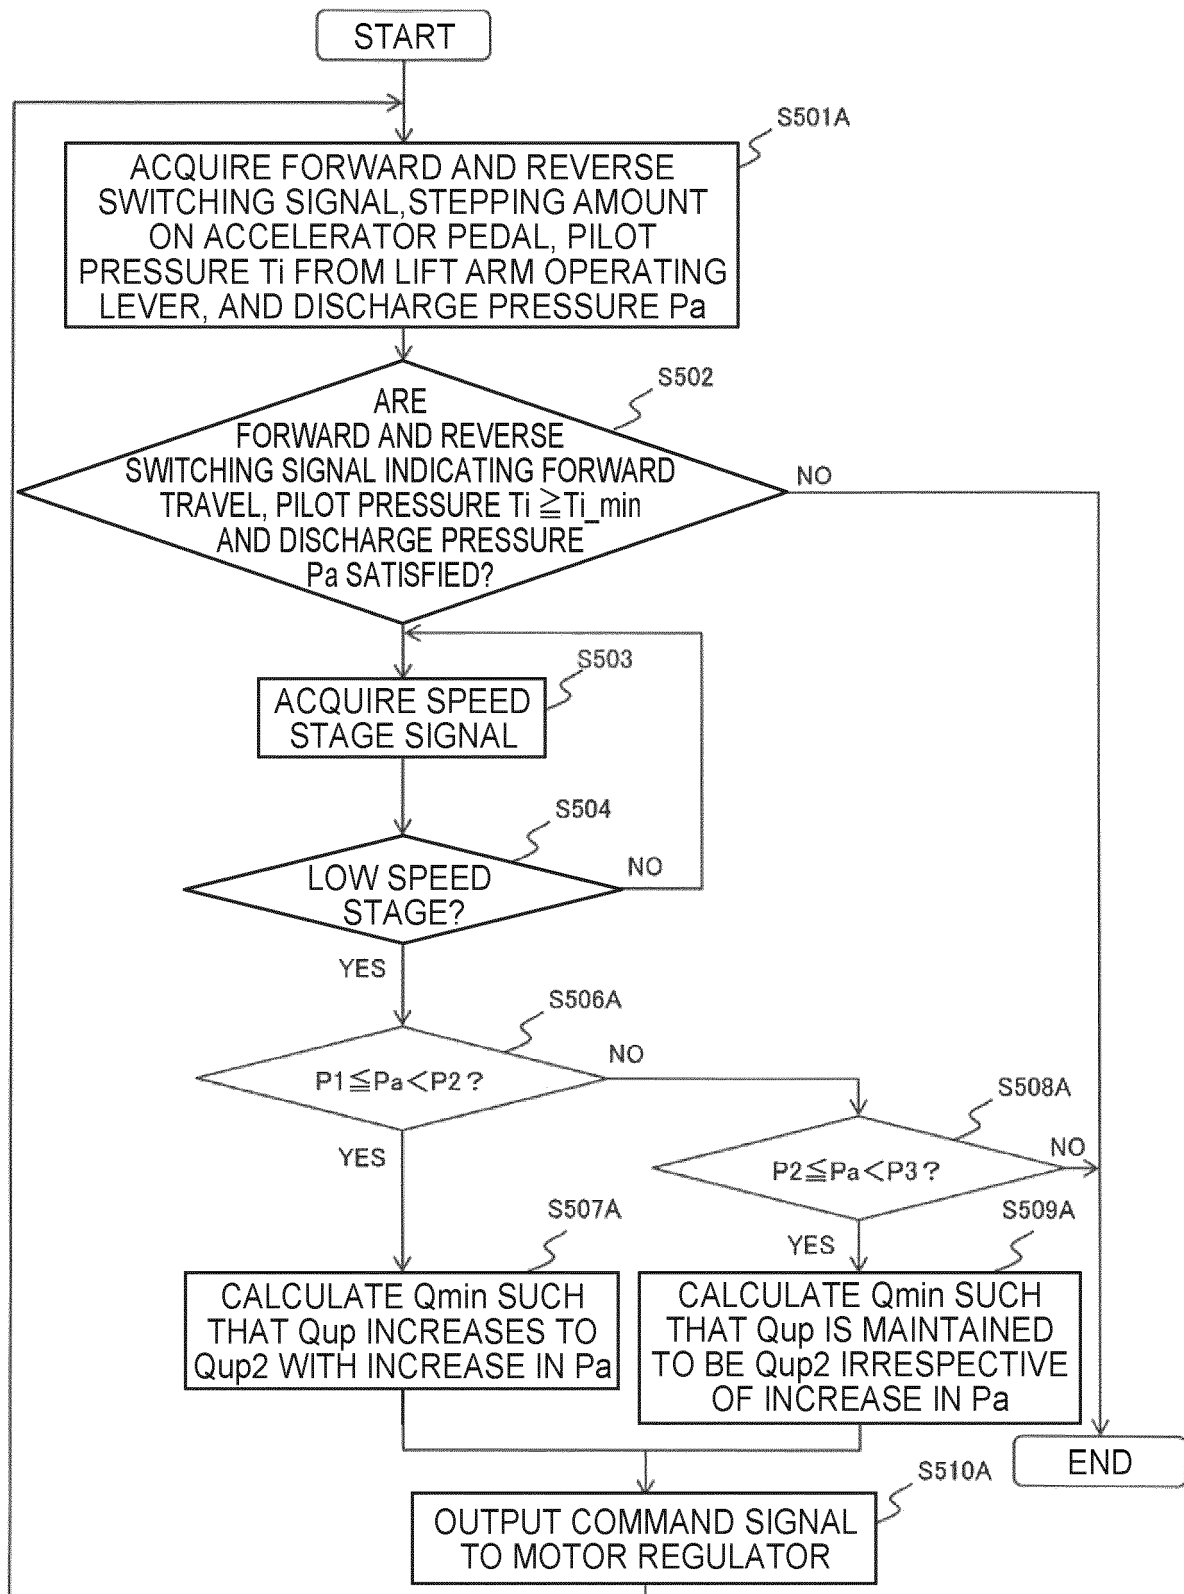 START
S501A
ACQUIRE FORWARD AND REVERSE
SWITCHING SIGNAL,STEPPING AMOUNT
ON ACCELERATOR PEDAL, PILOT
PRESSURE Ti FROM LIFT ARM OPERATING
LEVER, AND DISCHARGE PRESSURE Pa
S502
ARE
FORWARD AND REVERSE
SWITCHING SIGNAL INDICATING FORWARD
TRAVEL, PILOT PRESSURE Ti ≧Ti_min
AND DISCHARGE PRESSURE
Pa SATISFIED?
NO
S503
ACQUIRE SPEED
STAGE SIGNAL
S504
LOW SPEED
STAGE?
NO
YES
S506A
P1≦Pa<P2?
NO
YES
S508A
P2≦Pa<P3?
NO
YES
S507A
CALCULATE Qmin SUCH
THAT Qup INCREASES TO
Qup2 WITH INCREASE IN Pa
S509A
CALCULATE Qmin SUCH
THAT Qup IS MAINTAINED
TO BE Qup2 IRRESPECTIVE
OF INCREASE IN Pa
END
S510A
OUTPUT COMMAND SIGNAL
TO MOTOR REGULATOR